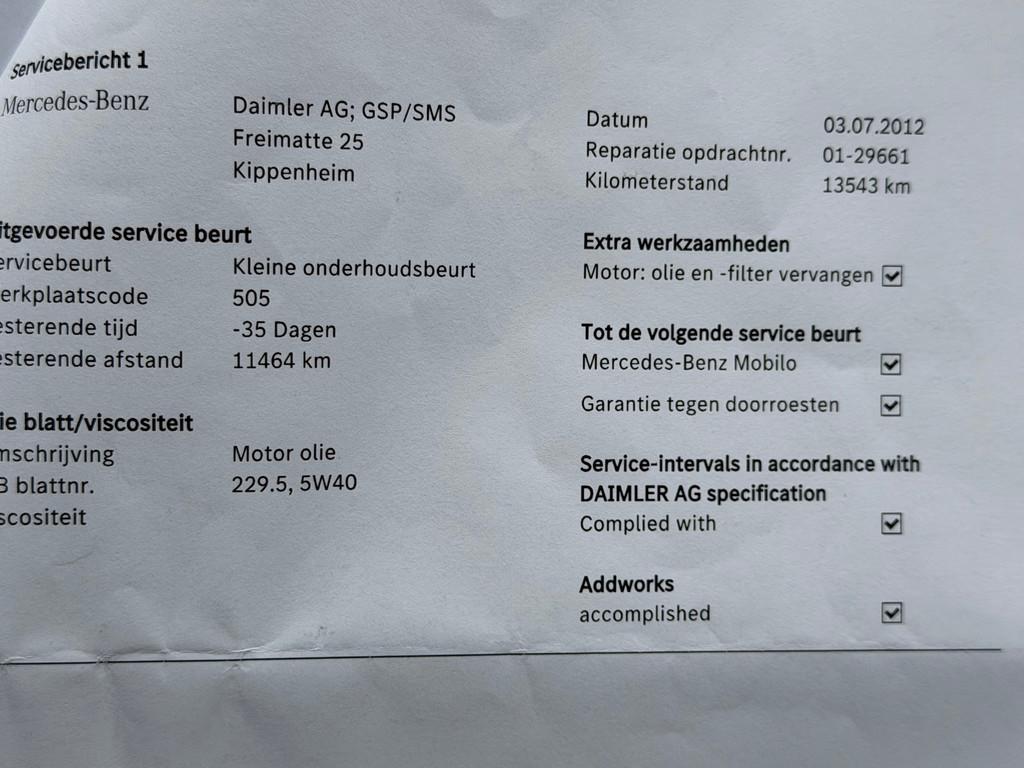 Servicebericht 1
Mercedes-Benz
Daimler AG; GSP/SMS
Freimatte 25
Kippenheim
Datum 03.07.2012
Reparatie opdrachtnr. 01-29661
Kilometerstand 13543 km
itgevoerde service beurt
ervicebeurt Kleine onderhoudsbeurt
erkplaatscode 505
esterende tijd -35 Dagen
esterende afstand 11464 km
ie blatt/viscositeit
mschrijving Motor olie
B blattnr. 229.5, 5W40
scositeit
Extra werkzaamheden
Motor: olie en -filter vervangen ☑
Tot de volgende service beurt
Mercedes-Benz Mobilo ☑
Garantie tegen doorroesten ☑
Service-intervals in accordance with
DAIMLER AG specification
Complied with ☑
Addworks
accomplished ☑